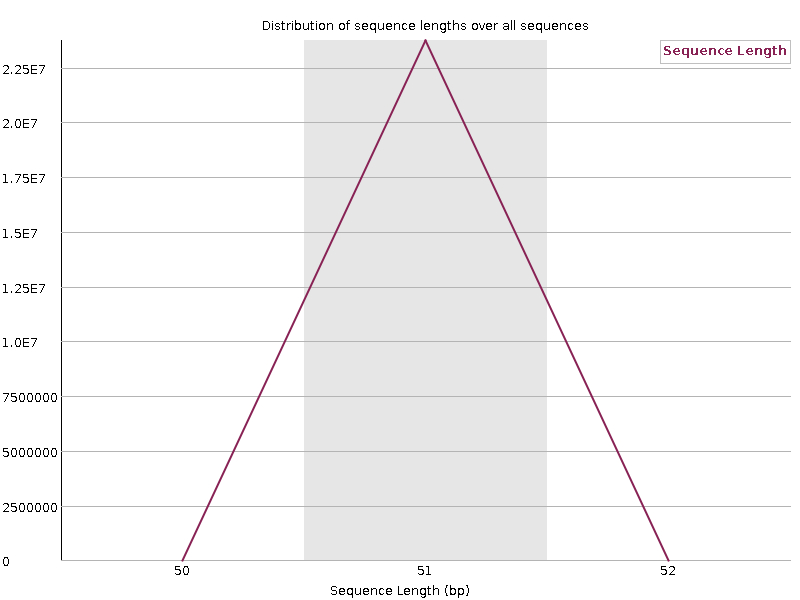 Distribution of sequence lengths over all sequences
Sequence Length
2.25E7
2.0E7
1.75E7
1.5E7
1.25E7
1.0E7
7500000
5000000
2500000
0
50 51 52
Sequence Length (bp)